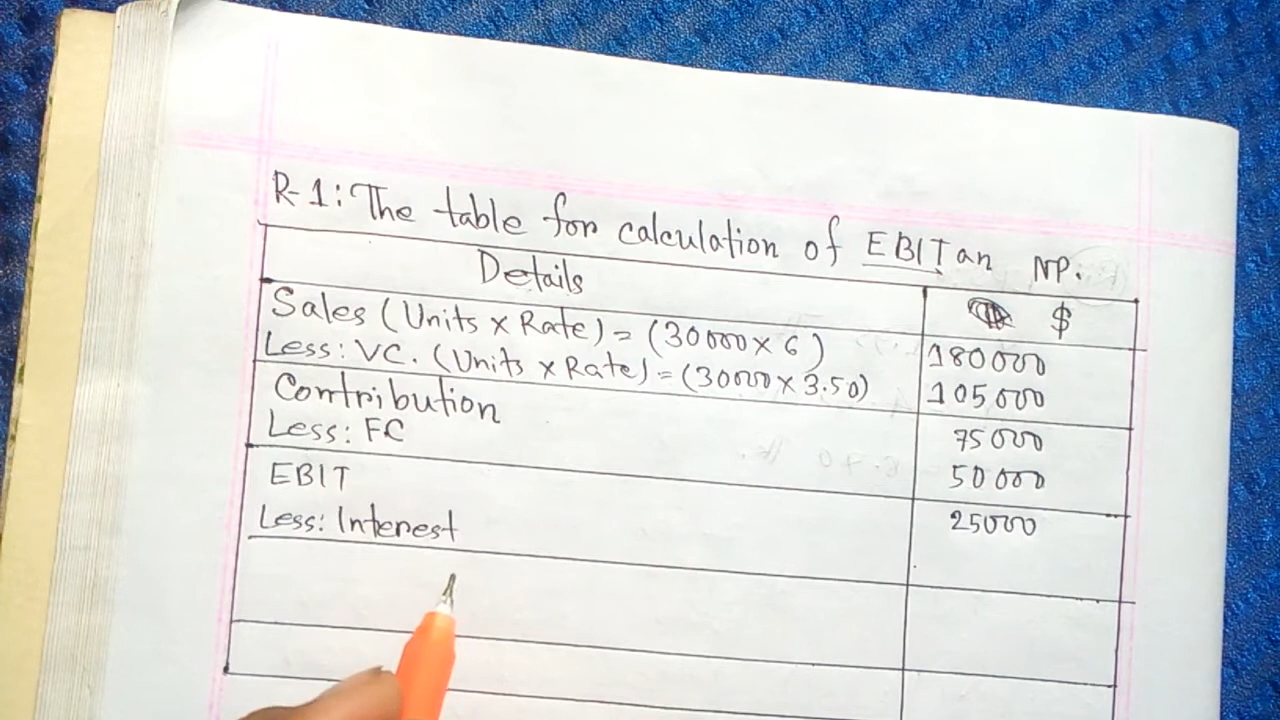 R-1: The table for calculation of EBIT an NP.
Details $
Sales (Units x Rate) = (30000 x 6) 180000
Less: VC. (Units x Rate) = (30000 x 3.50) 105000
Contribution 75000
Less: FC 50000
EBIT 25000
Less: Interest